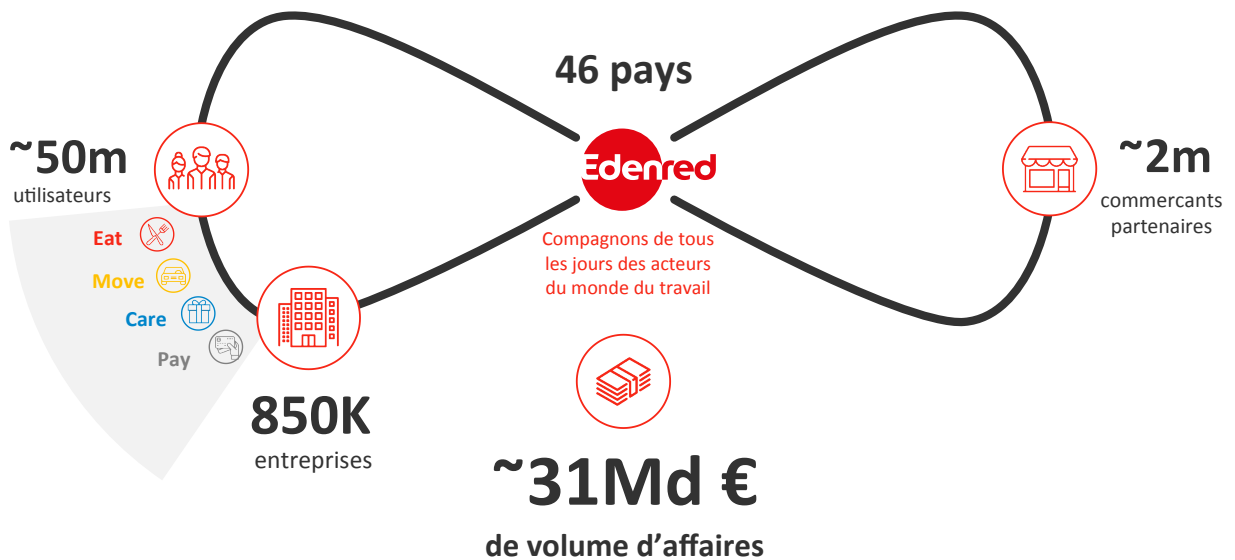 46 pays
Edenred
Compagnons de tous
les jours des acteurs
du monde du travail
~50m
utilisateurs
Eat
Move
Care
Pay
850K
entreprises
~2m
commercants
partenaires
~31Md €
de volume d’affaires